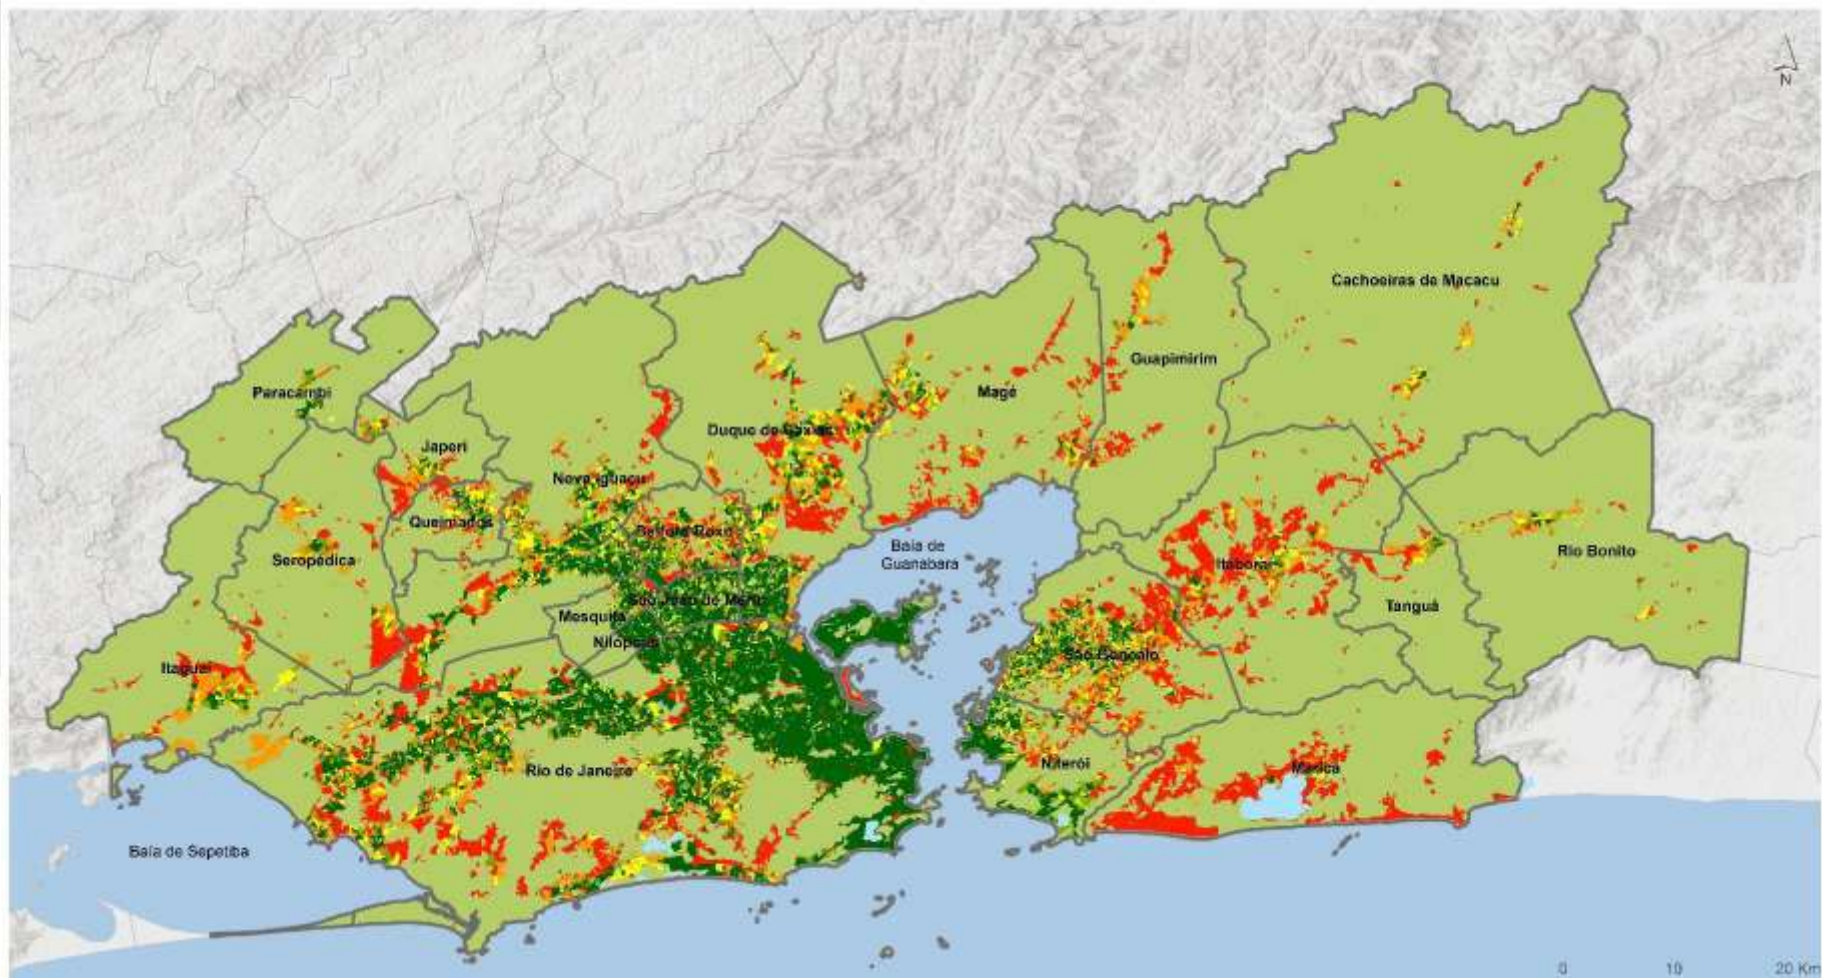 N
Cachoeiras de Macacu
Guapimirim
Paracambi
Magé
Duque de Caxias
Japeri
Nova Iguaçu
Queimados
Belford Roxo
Baía de
Guanabara
Rio Bonito
Seropédica
Itaboraí
São João de Meriti
Tanguá
Mesquita
Nilópolis
São Gonçalo
Itaguaí
Niterói
Maricá
Rio de Janeiro
Baía de Sepetiba
0 10 20 Km